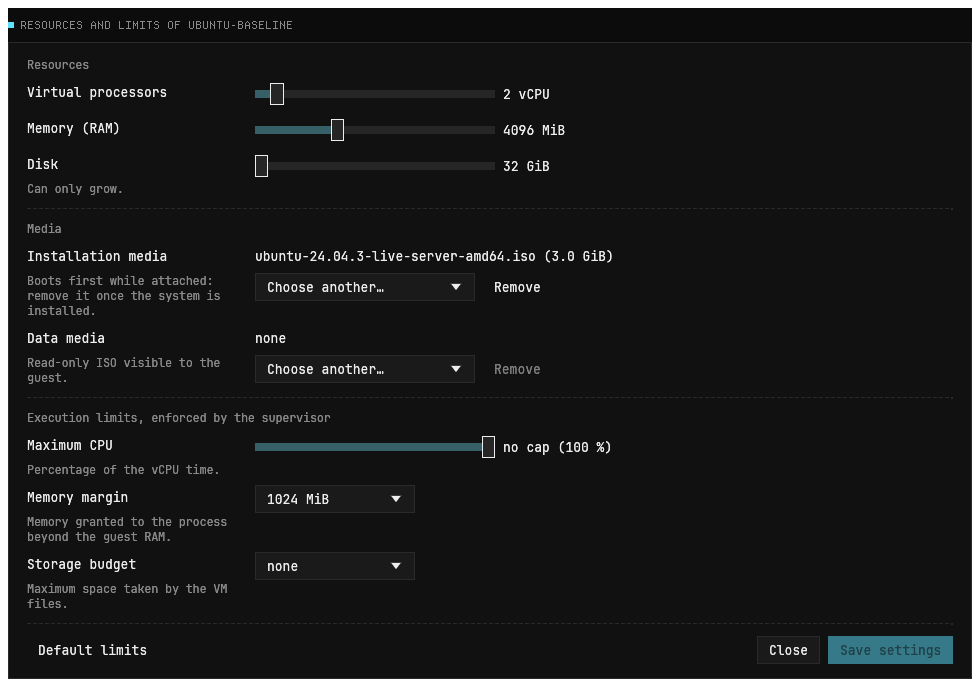 RESOURCES AND LIMITS OF UBUNTU-BASELINE
Resources
Virtual processors
2 vCPU
Memory (RAM)
4096 MiB
Disk
32 GiB
Can only grow.
Media
Installation media
ubuntu-24.04.3-live-server-amd64.iso (3.0 GiB)
Boots first while attached:
remove it once the system is
installed.
Choose another…
Remove
Data media
none
Read-only ISO visible to the
guest.
Choose another…
Remove
Execution limits, enforced by the supervisor
Maximum CPU
no cap (100 %)
Percentage of the vCPU time.
Memory margin
1024 MiB
Memory granted to the process
beyond the guest RAM.
Storage budget
none
Maximum space taken by the VM
files.
Default limits
Close
Save settings